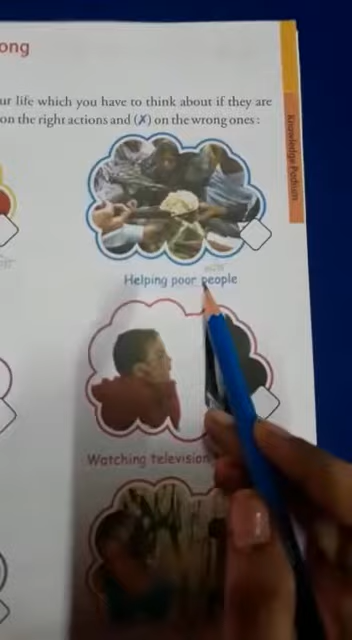 ong
ur life which you have to think about if they are
on the right actions and (✗) on the wrong ones :
Knowledge Podium
Helping poor people
Watching television